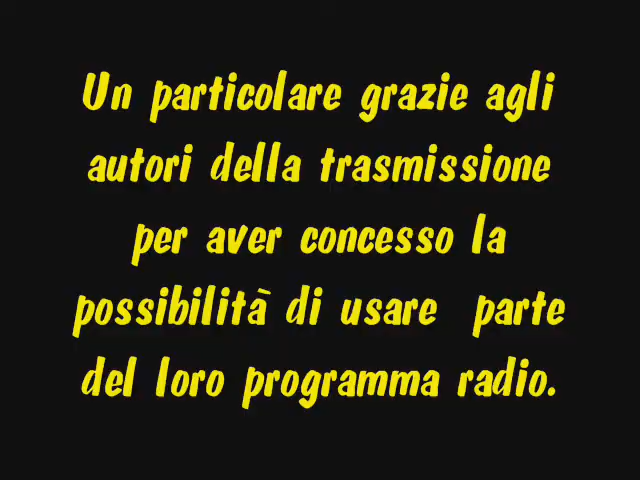 Un particolare grazie agli
autori della trasmissione
per aver concesso la
possibilità di usare parte
del loro programma radio.